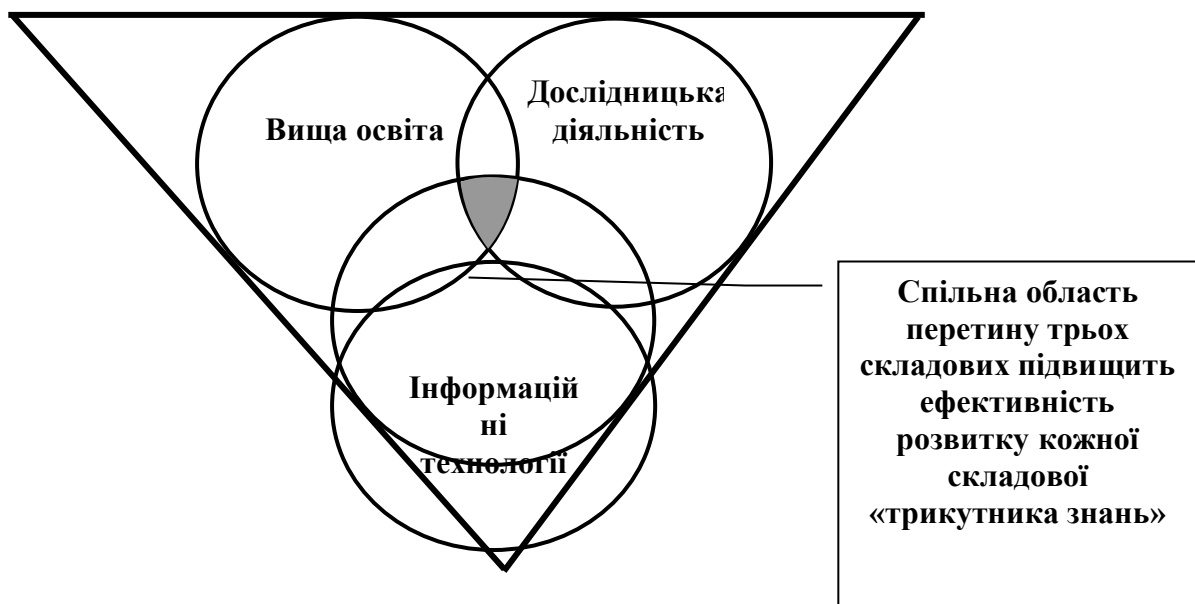 Вища освіта
Дослідницька
діяльність
Інформацій
ні
технології
Спільна область
перетину трьох
складових підвищить
ефективність
розвитку кожної
складової
«трикутника знань»